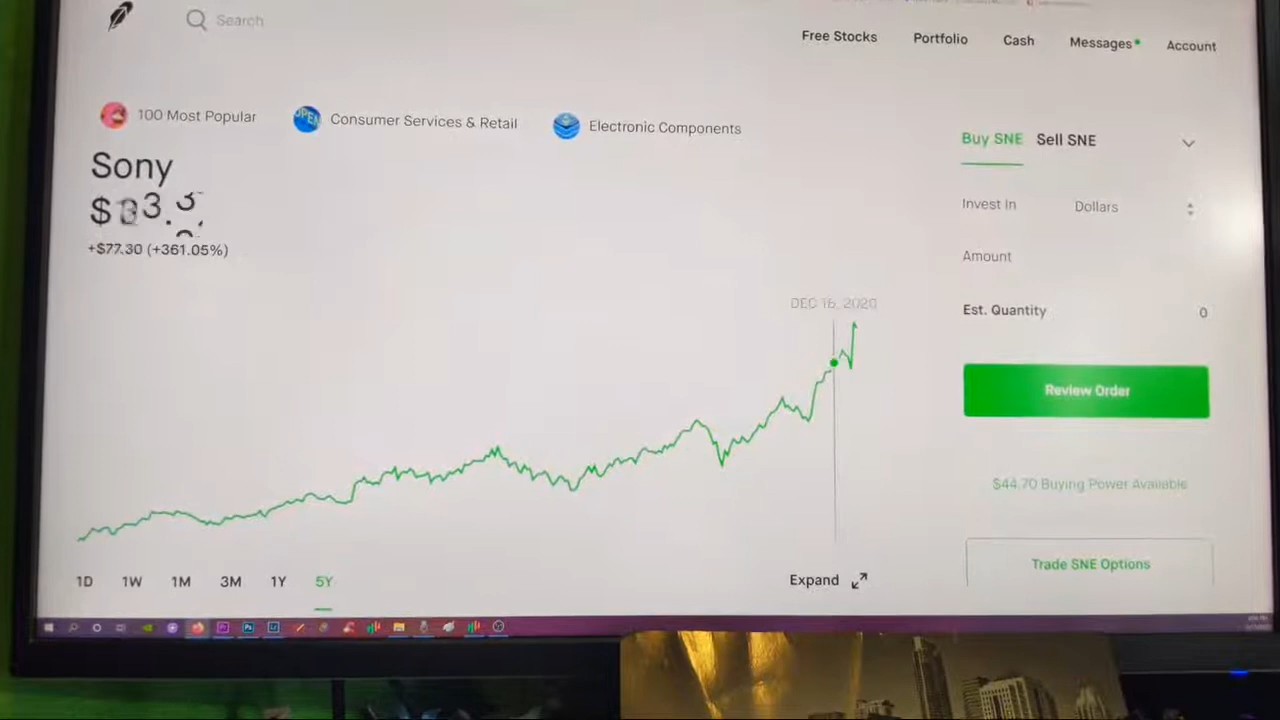 Search
Free Stocks
Portfolio
Cash
Messages
Account
100 Most Popular
Consumer Services & Retail
Electronic Components
Sony
+$77.30 (+361.05%)
Buy SNE
Sell SNE
Invest In
Dollars
Amount
Est. Quantity
0
Review Order
$44.70 Buying Power Available
Trade SNE Options
DEC 16, 2020
1D
1W
1M
3M
1Y
5Y
Expand